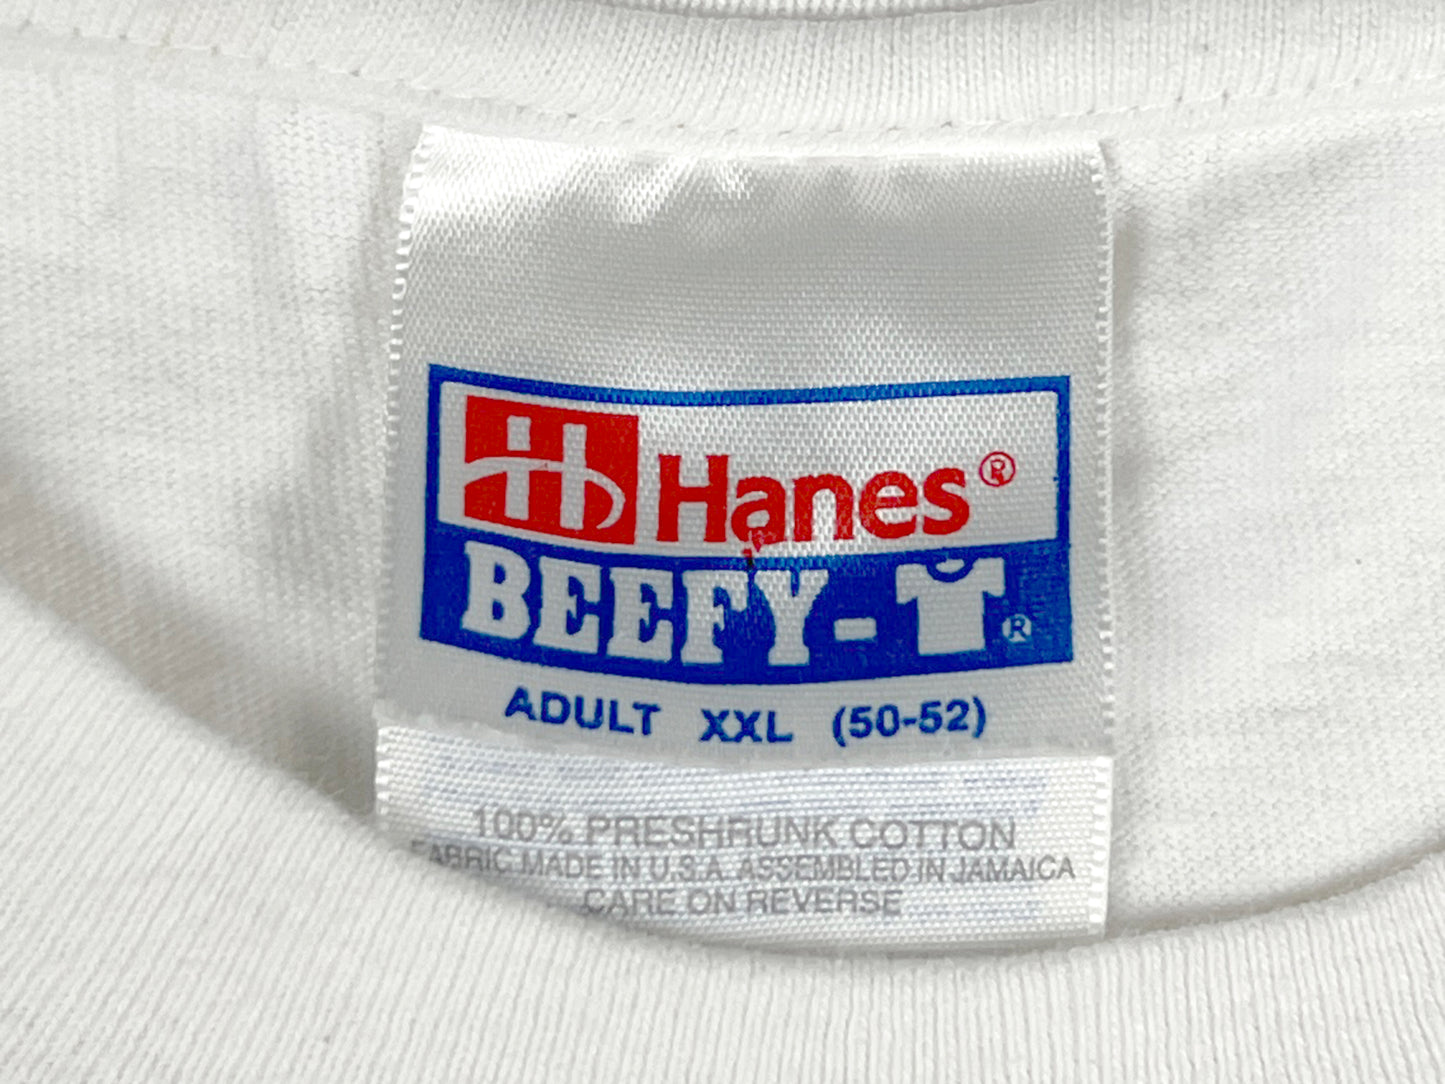 H Hanes®
BEEFY-T®
ADULT XXL (50-52)
100% PRESHRUNK COTTON
FABRIC MADE IN U.S.A. ASSEMBLED IN JAMAICA
CARE ON REVERSE